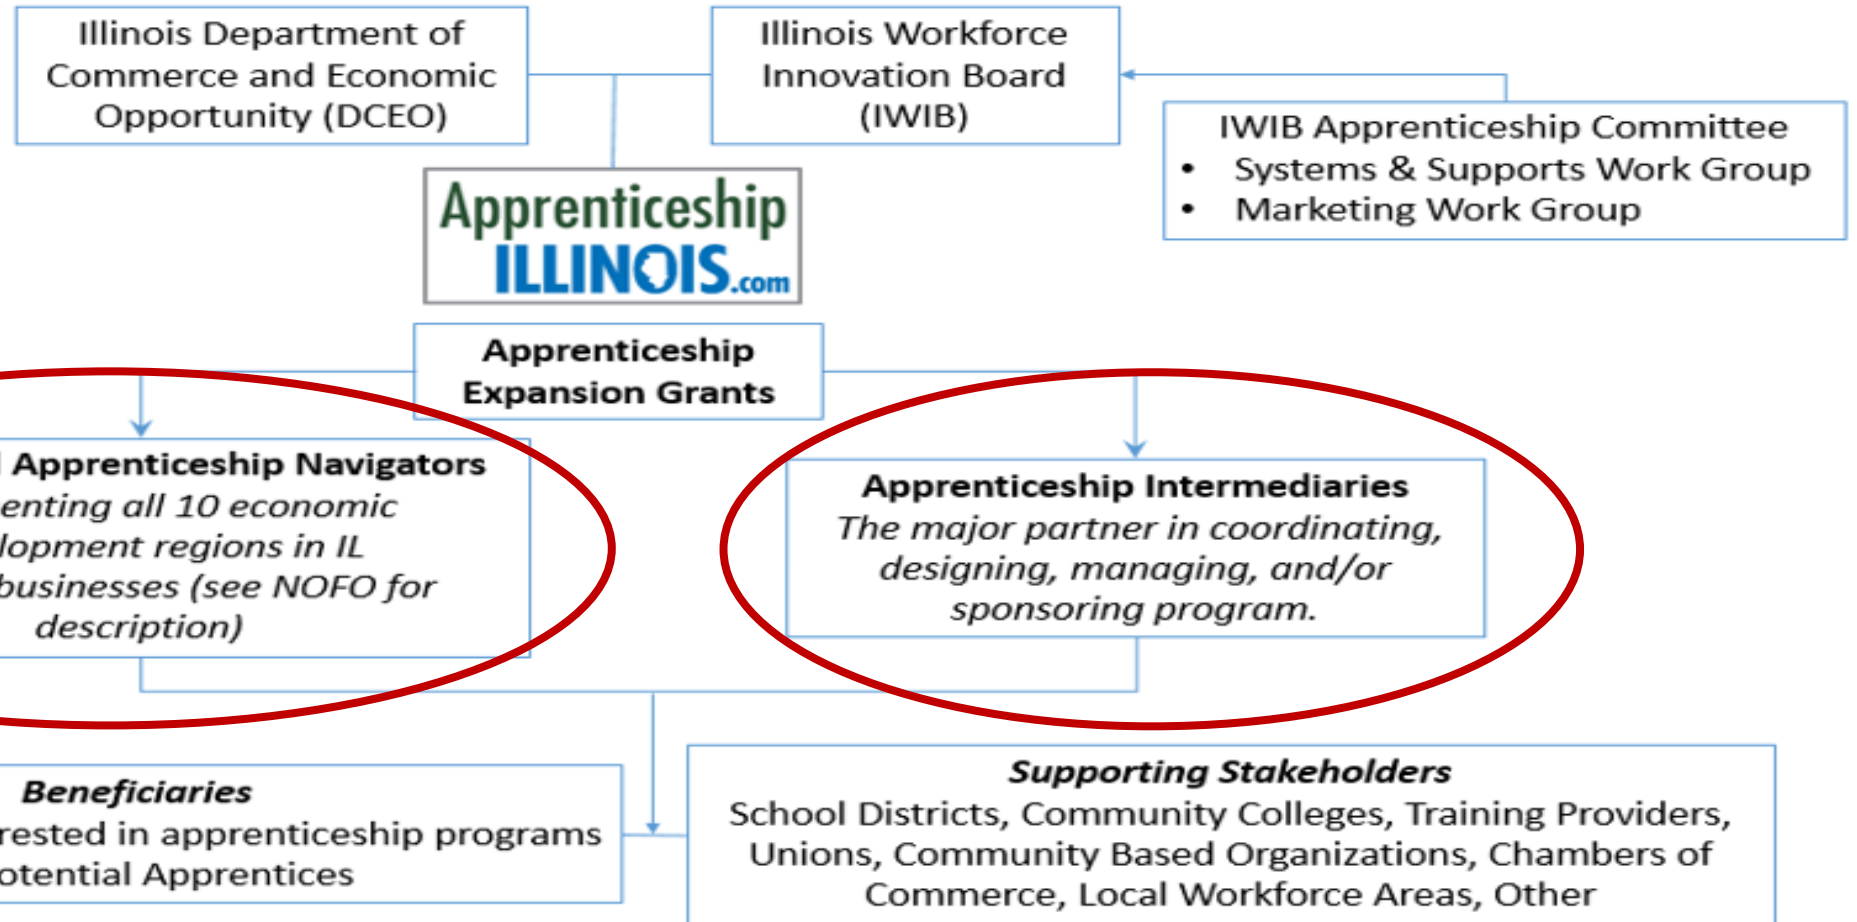 Illinois Department of
Commerce and Economic
Opportunity (DCEO)
Illinois Workforce
Innovation Board
(IWIB)
IWIB Apprenticeship Committee
• Systems & Supports Work Group
• Marketing Work Group
Apprenticeship
ILLINOIS.com
Apprenticeship
Expansion Grants
Apprenticeship Navigators
enting all 10 economic
lopment regions in IL
businesses (see NOFO for
description)
Apprenticeship Intermediaries
The major partner in coordinating,
designing, managing, and/or
sponsoring program.
Beneficiaries
rested in apprenticeship programs
otential Apprentices
Supporting Stakeholders
School Districts, Community Colleges, Training Providers,
Unions, Community Based Organizations, Chambers of
Commerce, Local Workforce Areas, Other